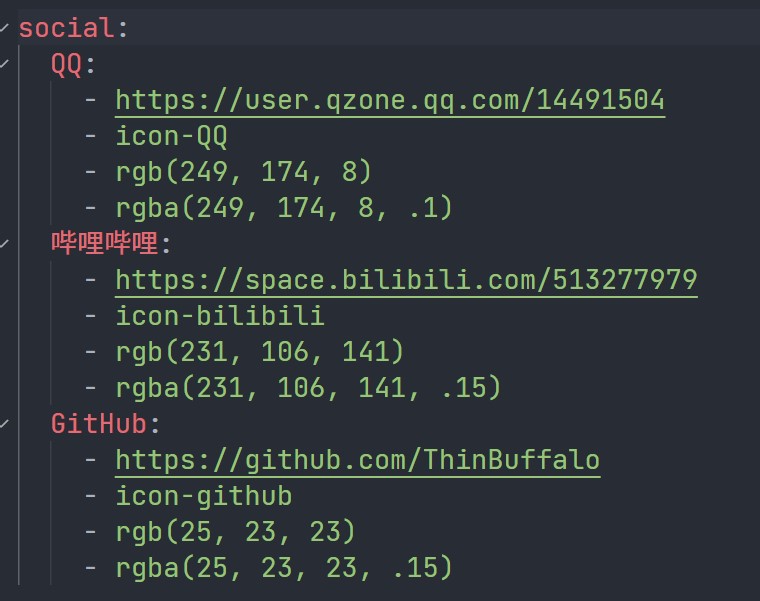 social:
QQ:
- https://user.qzone.qq.com/14491504
- icon-QQ
- rgb(249, 174, 8)
- rgba(249, 174, 8, .1)
哔哩哔哩:
- https://space.bilibili.com/513277979
- icon-bilibili
- rgb(231, 106, 141)
- rgba(231, 106, 141, .15)
GitHub:
- https://github.com/ThinBuffalo
- icon-github
- rgb(25, 23, 23)
- rgba(25, 23, 23, .15)